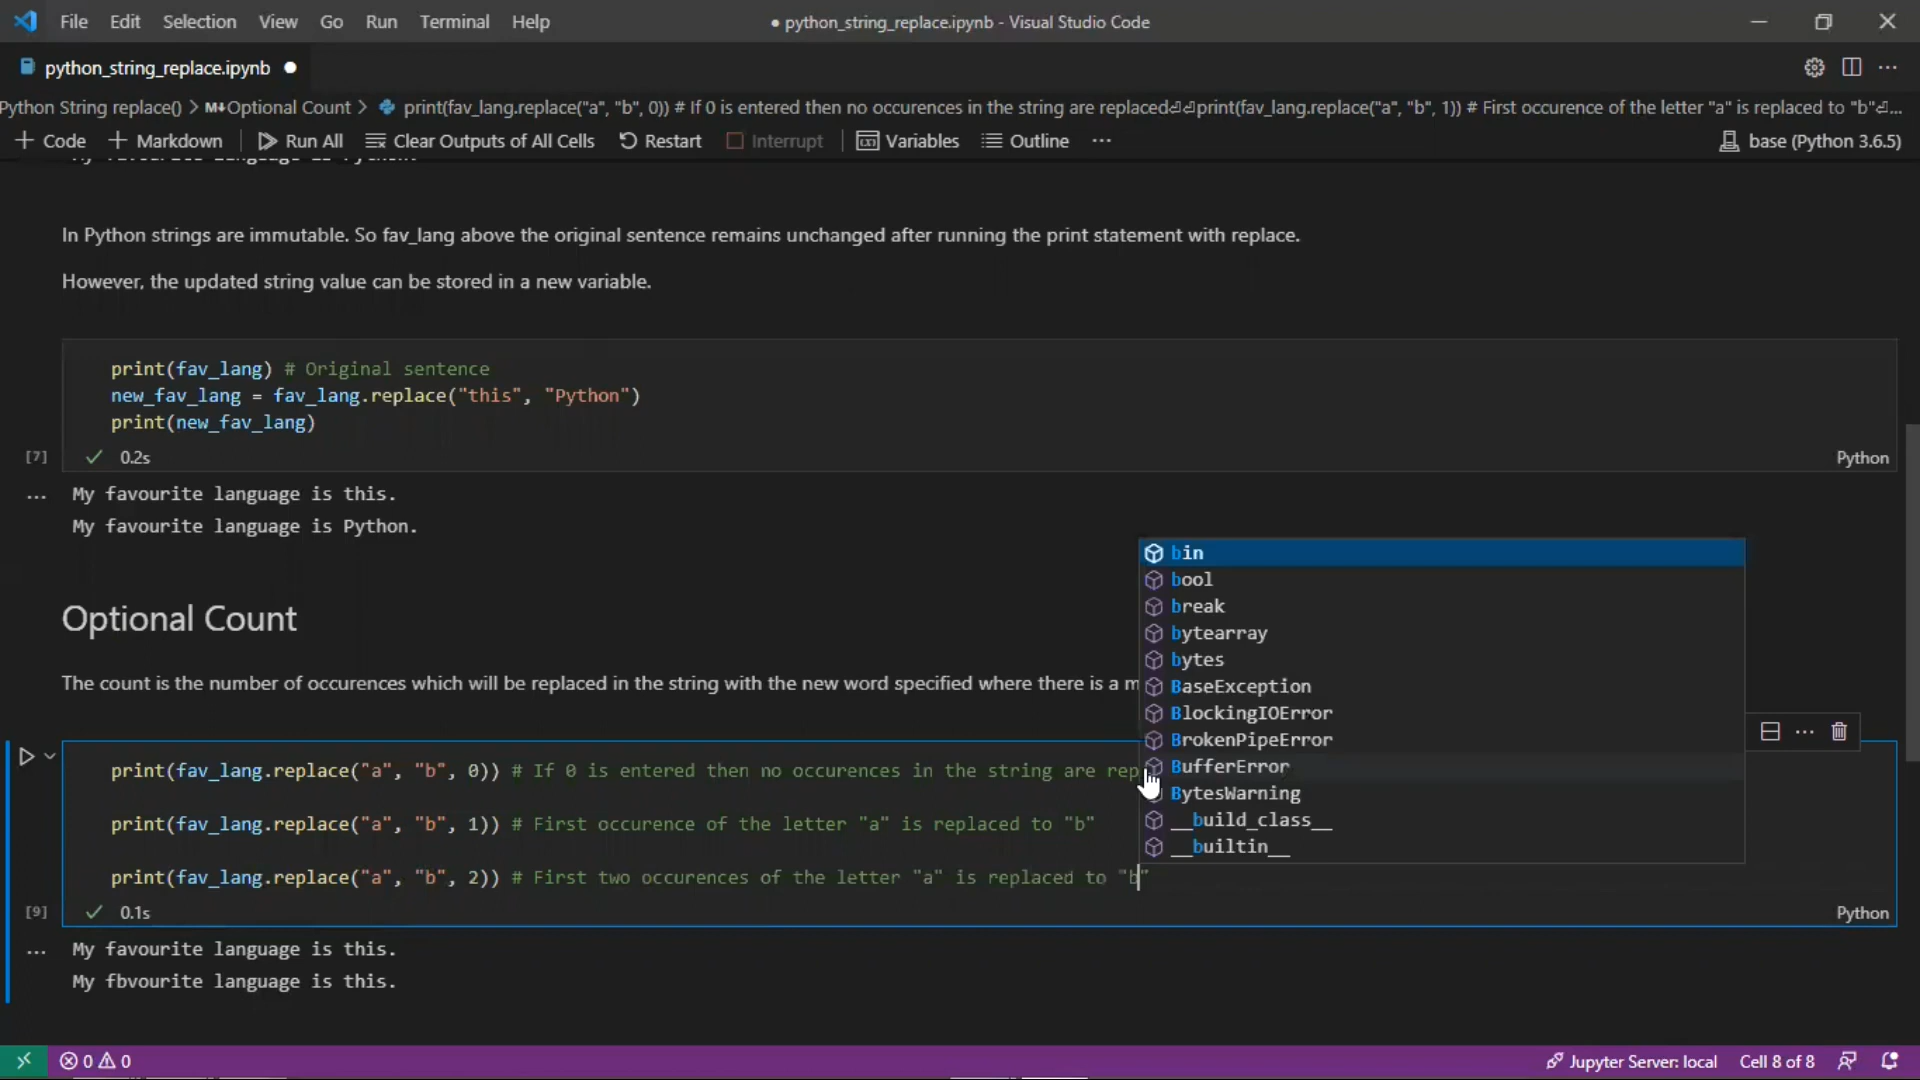 File Edit Selection View Go Run Terminal Help
● python_string_replace.ipynb - Visual Studio Code
python_string_replace.ipynb ●
Python String replace() > M↓Optional Count > print(fav_lang.replace("a", "b", 0)) # If 0 is entered then no occurences in the string are replaced⏎⏎print(fav_lang.replace("a", "b", 1)) # First occurence of the letter "a" is replaced to "b"⏎...
+ Code + Markdown Run All Clear Outputs of All Cells Restart Interrupt Variables Outline ... base (Python 3.6.5)
In Python strings are immutable. So fav_lang above the original sentence remains unchanged after running the print statement with replace.
However, the updated string value can be stored in a new variable.
print(fav_lang) # Original sentence
new_fav_lang = fav_lang.replace("this", "Python")
print(new_fav_lang)
[7] ✓ 0.2s Python
... My favourite language is this.
My favourite language is Python.
Optional Count
The count is the number of occurences which will be replaced in the string with the new word specified where there is a m
bin
bool
break
bytearray
bytes
BaseException
BlockingIOError
BrokenPipeError
BufferError
BytesWarning
__build_class__
__builtin__
print(fav_lang.replace("a", "b", 0)) # If 0 is entered then no occurences in the string are rep
print(fav_lang.replace("a", "b", 1)) # First occurence of the letter "a" is replaced to "b"
print(fav_lang.replace("a", "b", 2)) # First two occurences of the letter "a" is replaced to "b"
[9] ✓ 0.1s Python
... My favourite language is this.
My fbvourite language is this.
0 0 Jupyter Server: local Cell 8 of 8